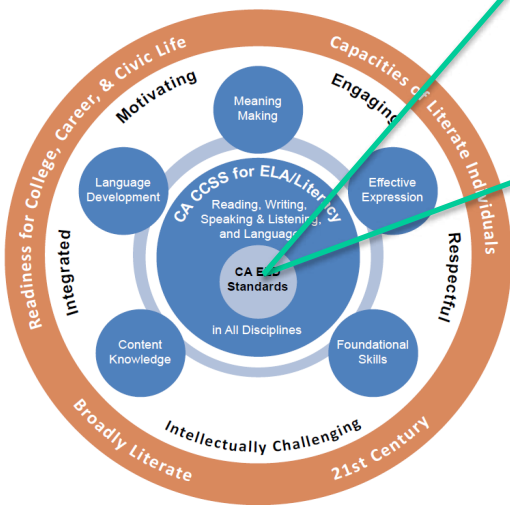 Readiness for College, Career, & Civic Life
Capacities of Literate Individuals
Motivating
Engaging
Meaning
Making
Language
Development
Effective
Expression
CA CCSS for ELA/Literacy
Reading, Writing,
Speaking & Listening,
and Language
CA ELD
Standards
in All Disciplines
Integrated
Respectful
Content
Knowledge
Foundational
Skills
Intellectually Challenging
Broadly Literate
21st Century